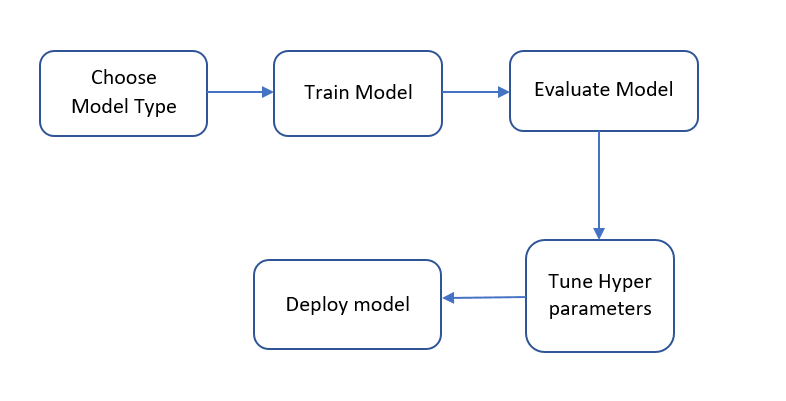 Choose
Model Type
Train Model
Evaluate Model
Tune Hyper
parameters
Deploy model